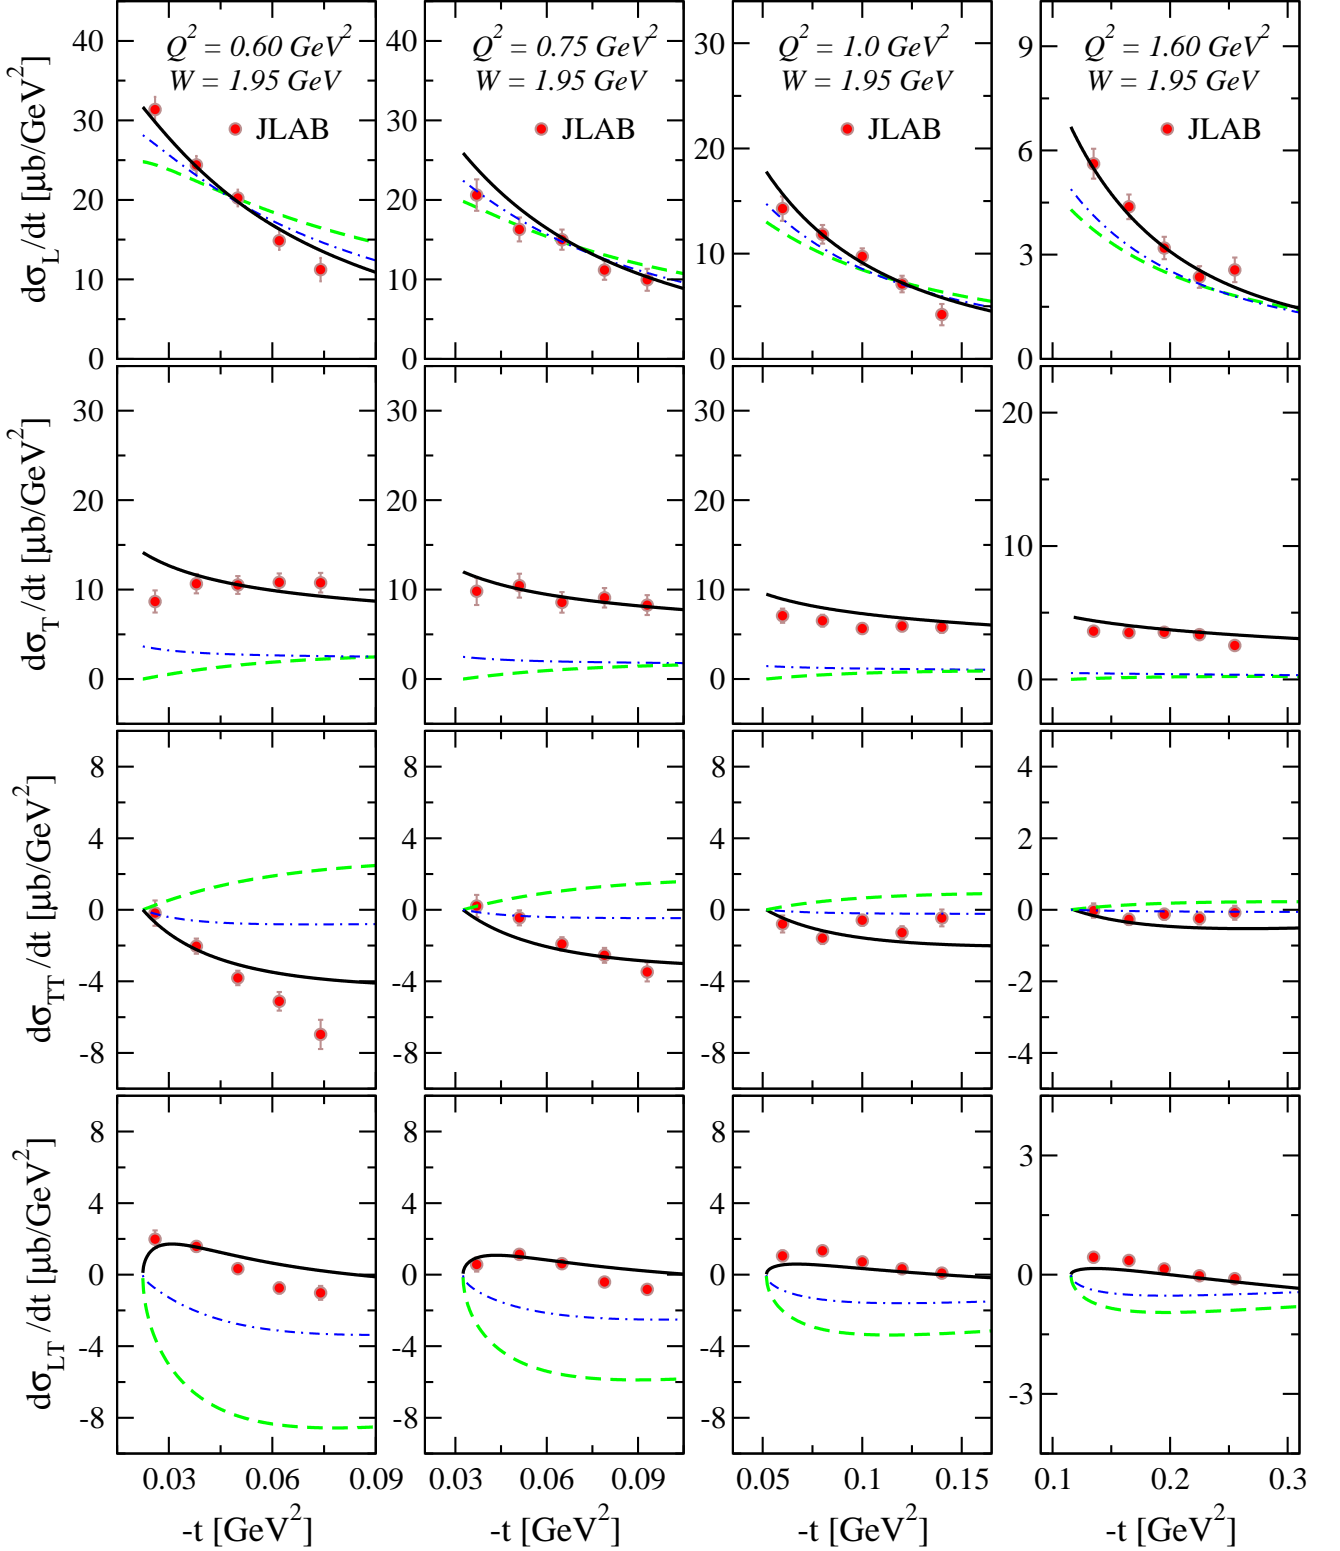 Q² = 0.60 GeV²
W = 1.95 GeV
JLAB
Q² = 0.75 GeV²
W = 1.95 GeV
JLAB
Q² = 1.0 GeV²
W = 1.95 GeV
JLAB
Q² = 1.60 GeV²
W = 1.95 GeV
JLAB
dσ_L/dt [μb/GeV²]
40
30
20
10
0
40
30
20
10
0
30
20
10
0
9
6
3
0
dσ_T/dt [μb/GeV²]
30
20
10
0
30
20
10
0
30
20
10
0
20
10
0
dσ_TT/dt [μb/GeV²]
8
4
0
-4
-8
8
4
0
-4
-8
8
4
0
-4
-8
4
2
0
-2
-4
dσ_LT/dt [μb/GeV²]
8
4
0
-4
-8
8
4
0
-4
-8
8
4
0
-4
-8
3
0
-3
0.03 0.06 0.09
0.03 0.06 0.09
0.05 0.1 0.15
0.1 0.2 0.3
-t [GeV²]
-t [GeV²]
-t [GeV²]
-t [GeV²]